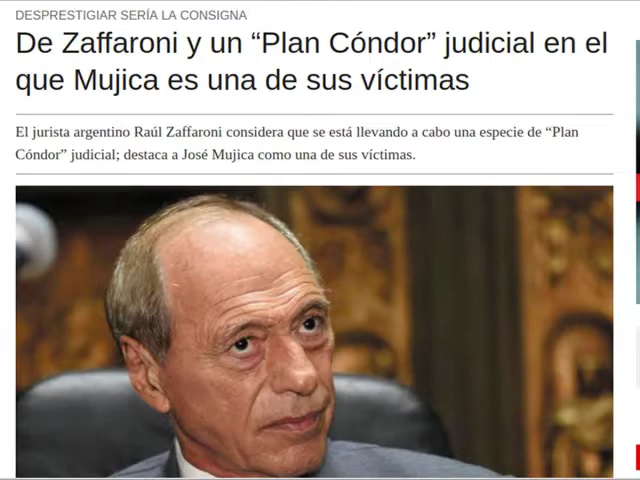 DESPRESTIGIAR SERÍA LA CONSIGNA
De Zaffaroni y un “Plan Cóndor” judicial en el
que Mujica es una de sus víctimas
El jurista argentino Raúl Zaffaroni considera que se está llevando a cabo una especie de “Plan
Cóndor” judicial; destaca a José Mujica como una de sus víctimas.